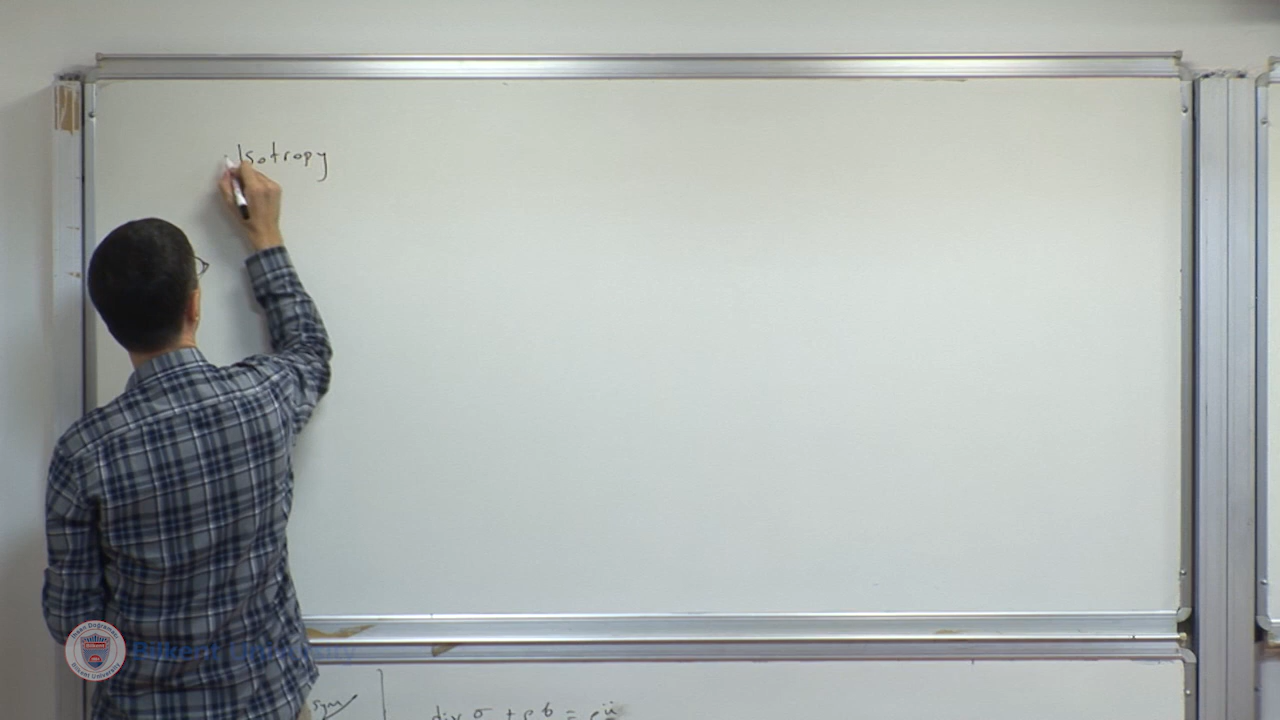 Isotropy
Bilkent University
sym
div σ + ρ b = ρ ü